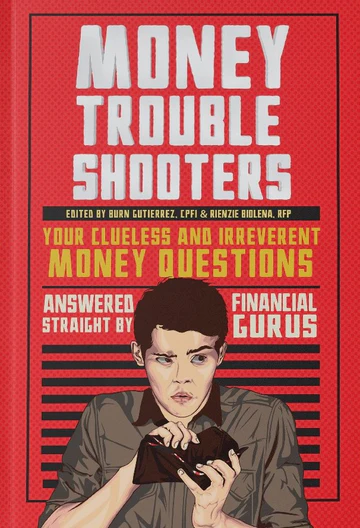 MONEY
TROUBLE
SHOOTERS
EDITED BY BURN GUTIERREZ, CPFI & RIENZIE BIOLENA, RFP
YOUR CLUELESS AND IRREVERENT
MONEY QUESTIONS
ANSWERED
STRAIGHT BY
FINANCIAL
GURUS